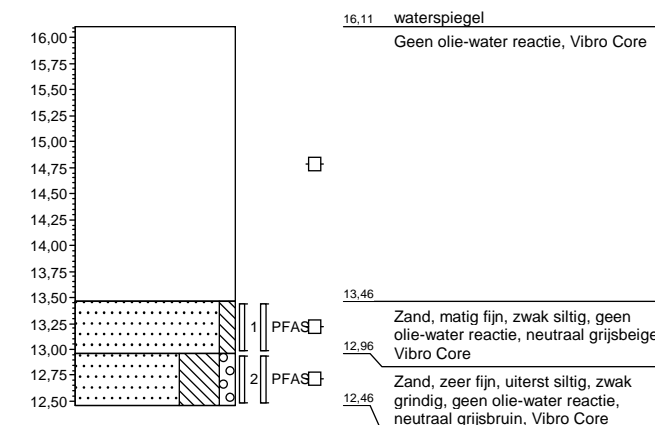 16,11 waterspiegel
Geen olie-water reactie, Vibro Core
16,00
15,75
15,50
15,25
15,00
14,75
14,50
14,25
14,00
13,75
13,50
13,25
13,00
12,75
12,50
1 PFAS
2 PFAS
13,46
Zand, matig fijn, zwak siltig, geen
olie-water reactie, neutraal grijsbeige
12,96 Vibro Core
Zand, zeer fijn, uiterst siltig, zwak
12,46 grindig, geen olie-water reactie,
neutraal grijsbruin, Vibro Core